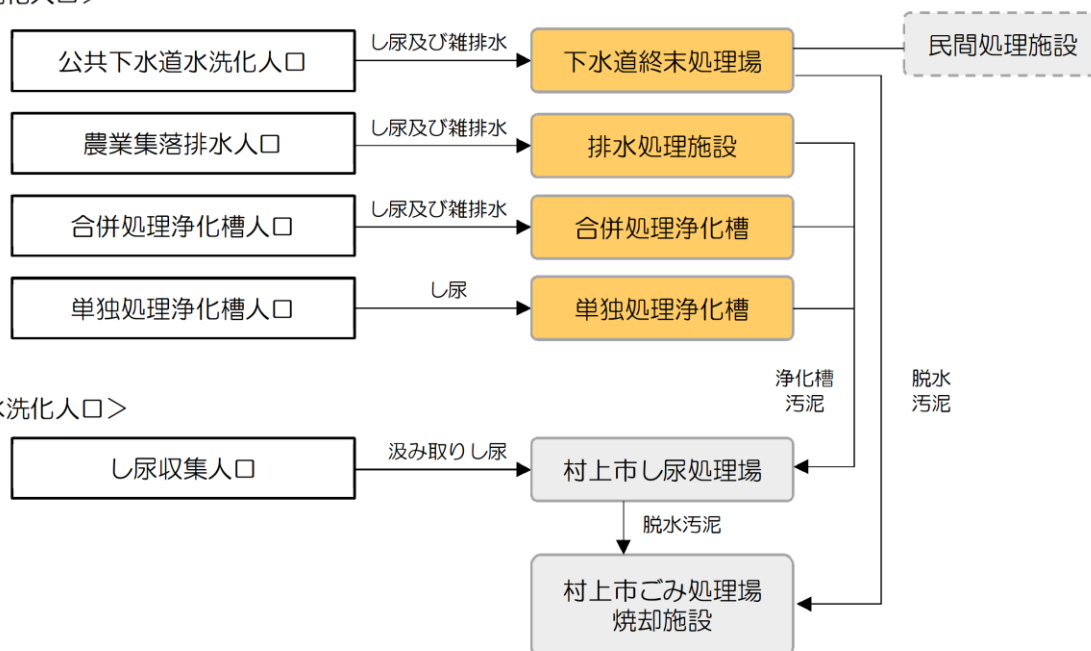 化人口＞
公共下水道水洗化人口
し尿及び雑排水
下水道終末処理場
民間処理施設
農業集落排水人口
し尿及び雑排水
排水処理施設
合併処理浄化槽人口
し尿及び雑排水
合併処理浄化槽
単独処理浄化槽人口
し尿
単独処理浄化槽
浄化槽
汚泥
脱水
汚泥
水洗化人口＞
し尿収集人口
汲み取りし尿
村上市し尿処理場
脱水汚泥
村上市ごみ処理場
焼却施設